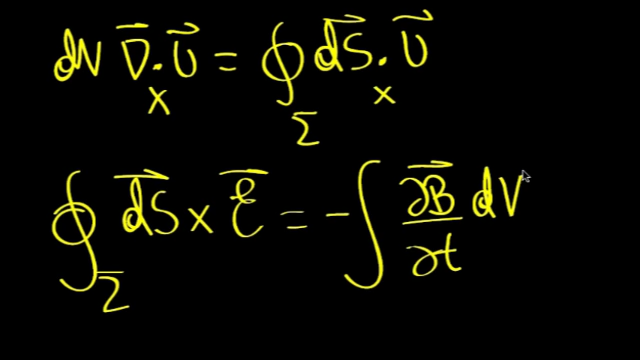 dV ∇⃗·U⃗ = ∮ dS⃗·U⃗
x Σ x
∮ dS⃗ x E⃗ = -∫ ∂B⃗/∂t dV
Σ